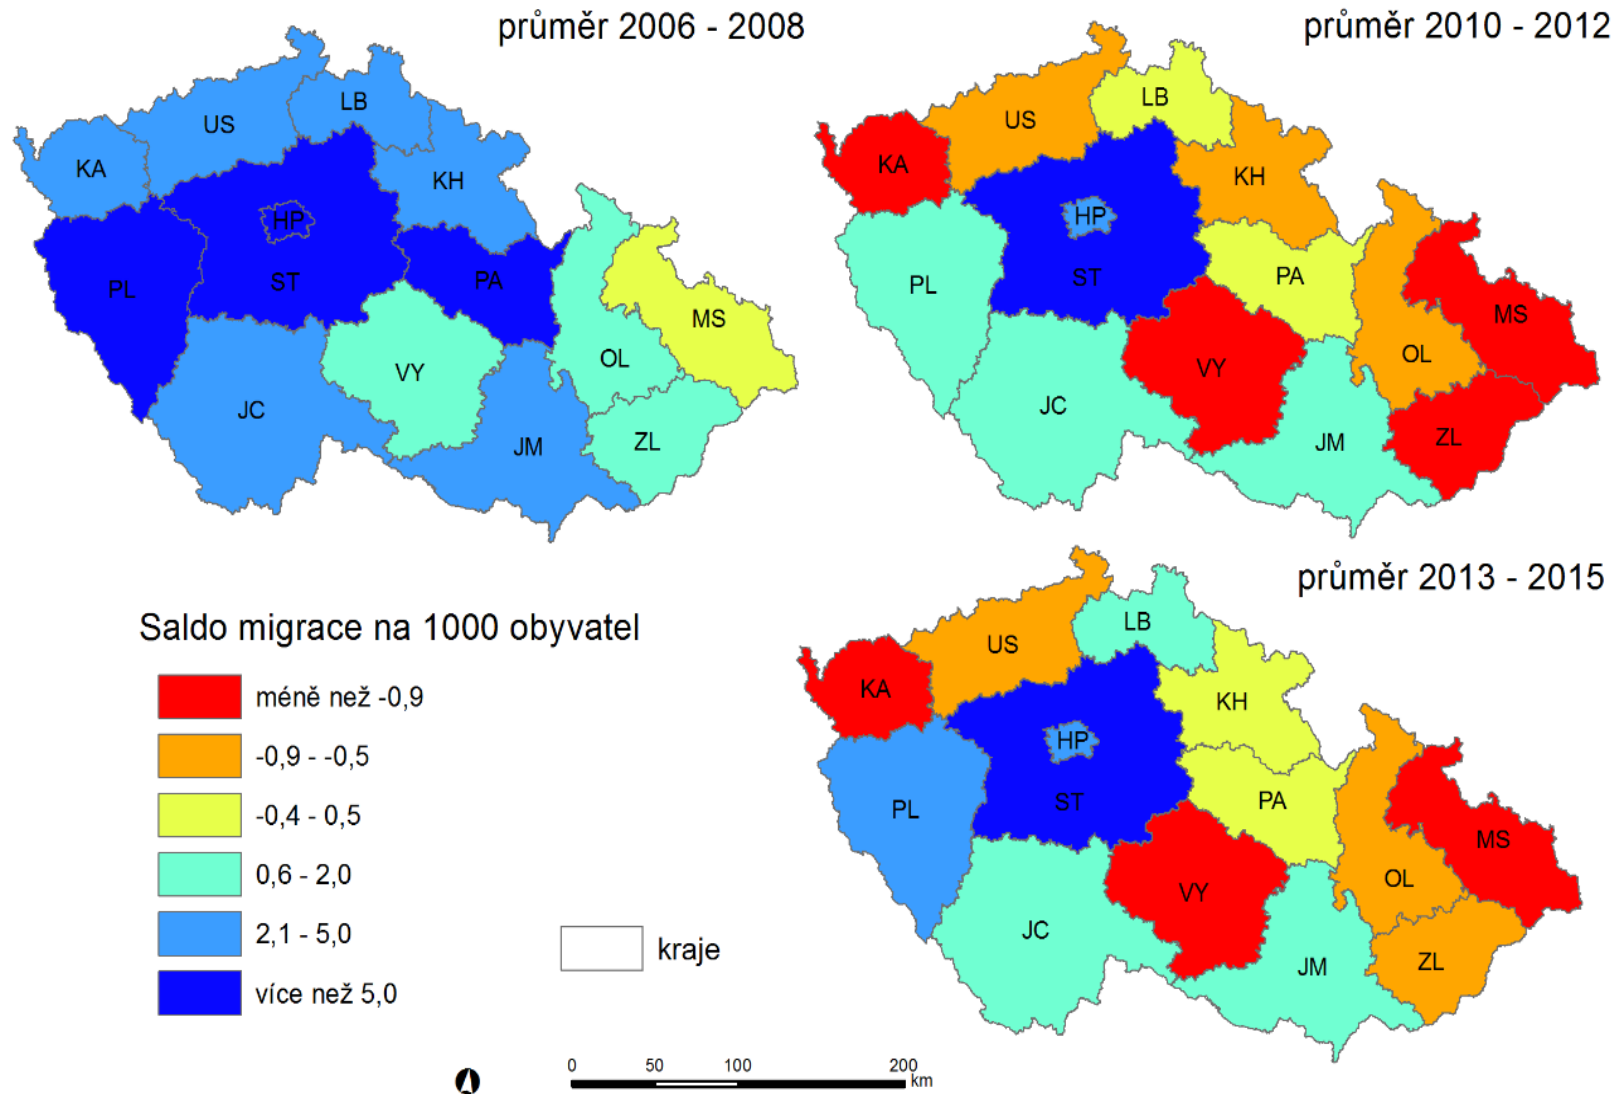 průměr 2006 - 2008
US
LB
KA
KH
HP
PL
ST
PA
MS
OL
VY
JC
JM
ZL
průměr 2010 - 2012
US
LB
KA
KH
HP
PL
ST
PA
MS
OL
VY
JC
JM
ZL
průměr 2013 - 2015
US
LB
KA
KH
HP
PL
ST
PA
MS
OL
VY
JC
JM
ZL
Saldo migrace na 1000 obyvatel
méně než -0,9
-0,9 - -0,5
-0,4 - 0,5
0,6 - 2,0
2,1 - 5,0
více než 5,0
kraje
0 50 100 200
km